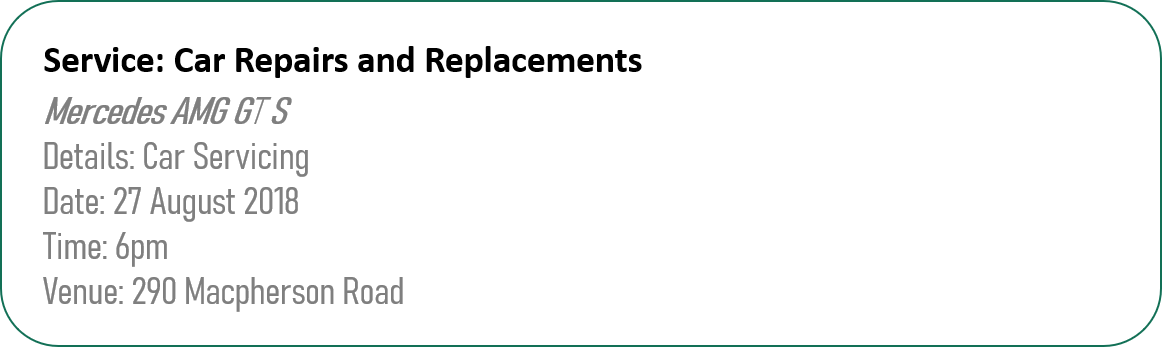 Service: Car Repairs and Replacements
Mercedes AMG GT S
Details: Car Servicing
Date: 27 August 2018
Time: 6pm
Venue: 290 Macpherson Road